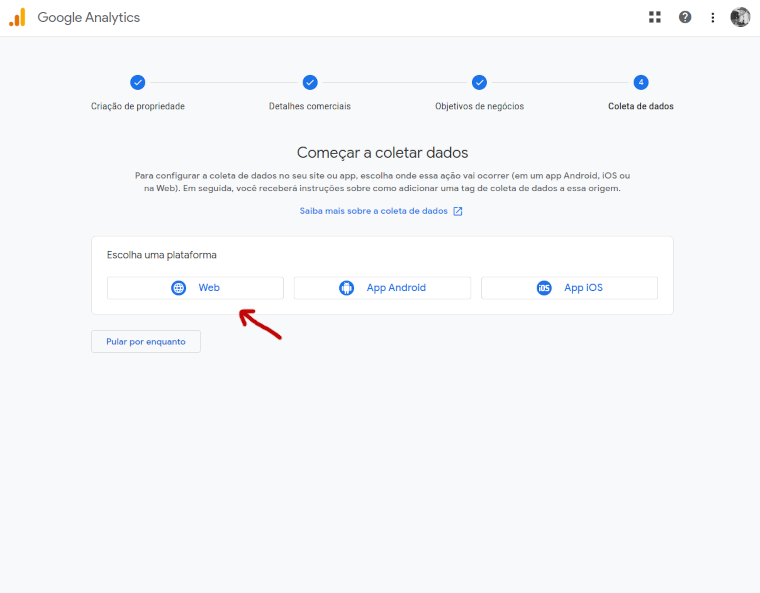 Google Analytics
4
Criação de propriedade
Detalhes comerciais
Objetivos de negócios
Coleta de dados
Começar a coletar dados
Para configurar a coleta de dados no seu site ou app, escolha onde essa ação vai ocorrer (em um app Android, iOS ou
na Web). Em seguida, você receberá instruções sobre como adicionar uma tag de coleta de dados a essa origem.
Saiba mais sobre a coleta de dados
Escolha uma plataforma
Web
App Android
iOS App IOS
Pular por enquanto